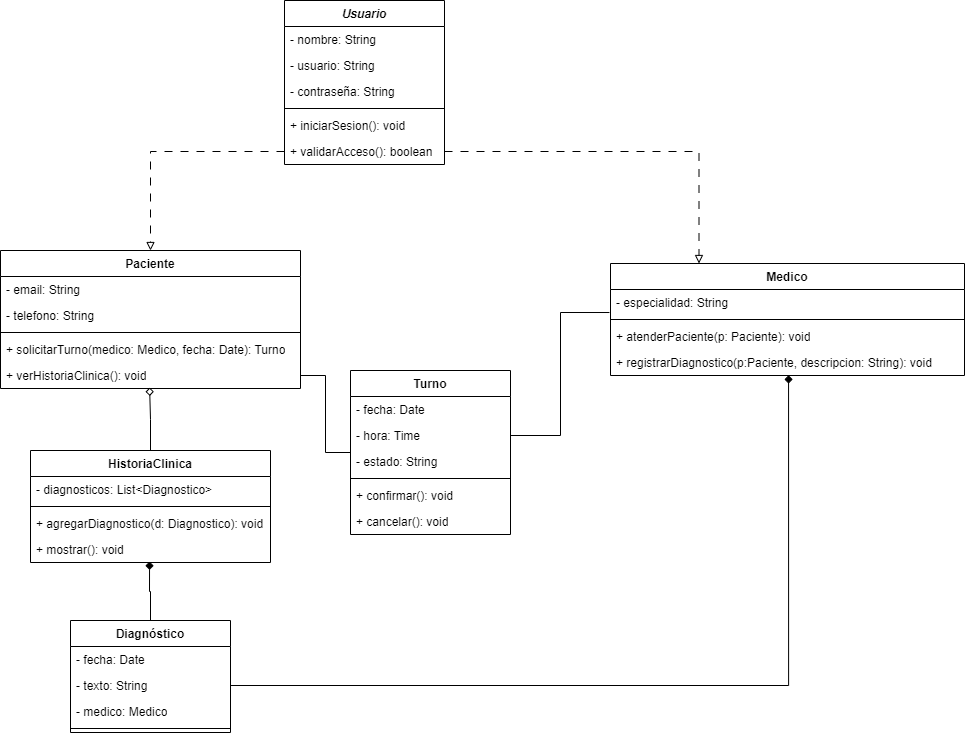 Usuario
- nombre: String
- usuario: String
- contraseña: String
+ iniciarSesion(): void
+ validarAcceso(): boolean
Paciente
- email: String
- telefono: String
+ solicitarTurno(medico: Medico, fecha: Date): Turno
+ verHistoriaClinica(): void
Medico
- especialidad: String
+ atenderPaciente(p: Paciente): void
+ registrarDiagnostico(p:Paciente, descripcion: String): void
Turno
- fecha: Date
- hora: Time
- estado: String
+ confirmar(): void
+ cancelar(): void
HistoriaClinica
- diagnosticos: List<Diagnostico>
+ agregarDiagnostico(d: Diagnostico): void
+ mostrar(): void
Diagnóstico
- fecha: Date
- texto: String
- medico: Medico